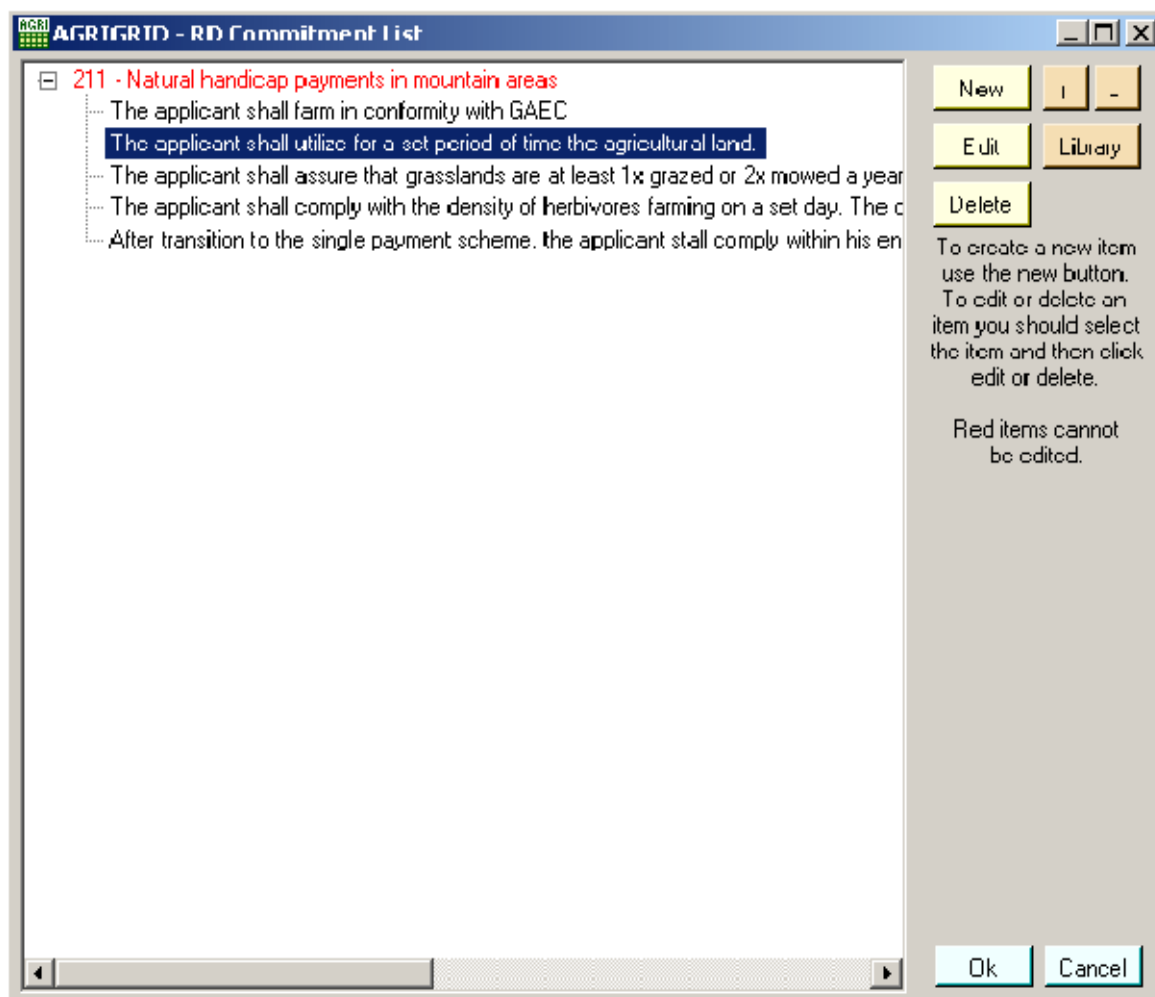 AGRI
AGRIGRID - RD Commitment List
211 - Natural handicap payments in mountain areas
The applicant shall farm in conformity with GAEC
The applicant shall utilize for a set period of time the agricultural land.
The applicant shall assure that grasslands are at least 1x grazed or 2x mowed a year
The applicant shall comply with the density of herbivores farming on a set day. The c
After transition to the single payment scheme, the applicant stall comply within his en
New
Edit
Library
Delete
To create a new item
use the new button.
To edit or delete an
item you should select
the item and then click
edit or delete.
Red items cannot
be edited.
Ok
Cancel